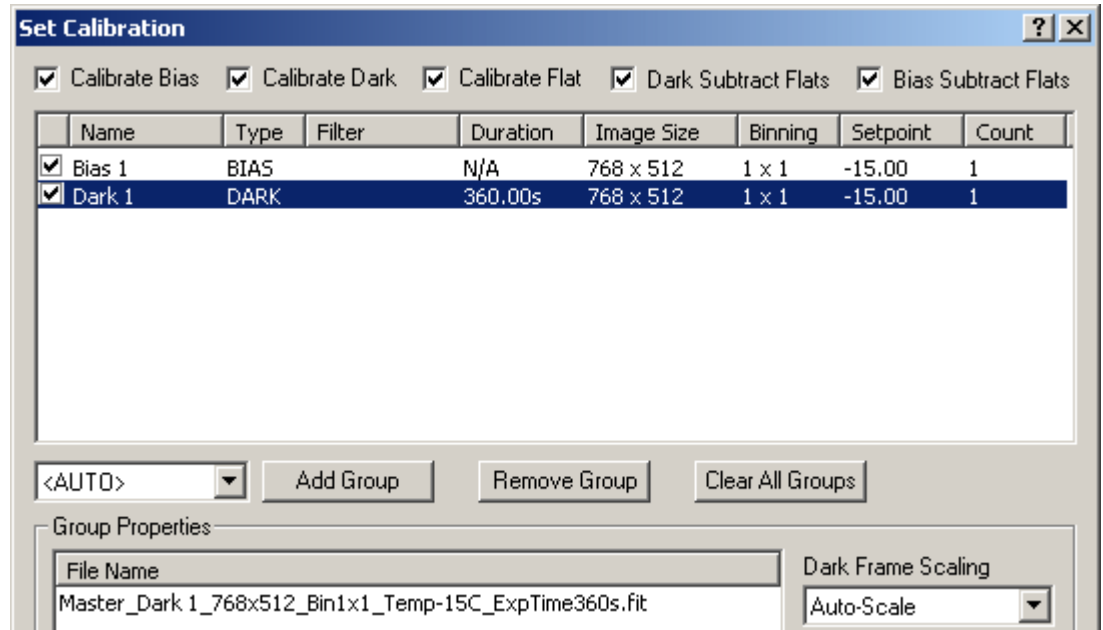 Set Calibration
Calibrate Bias Calibrate Dark Calibrate Flat Dark Subtract Flats Bias Subtract Flats
Name Type Filter Duration Image Size Binning Setpoint Count
Bias 1 BIAS N/A 768 x 512 1 x 1 -15.00 1
Dark 1 DARK 360.00s 768 x 512 1 x 1 -15.00 1
<AUTO> Add Group Remove Group Clear All Groups
Group Properties
File Name Dark Frame Scaling
Master_Dark 1_768x512_Bin1x1_Temp-15C_ExpTime360s.fit Auto-Scale